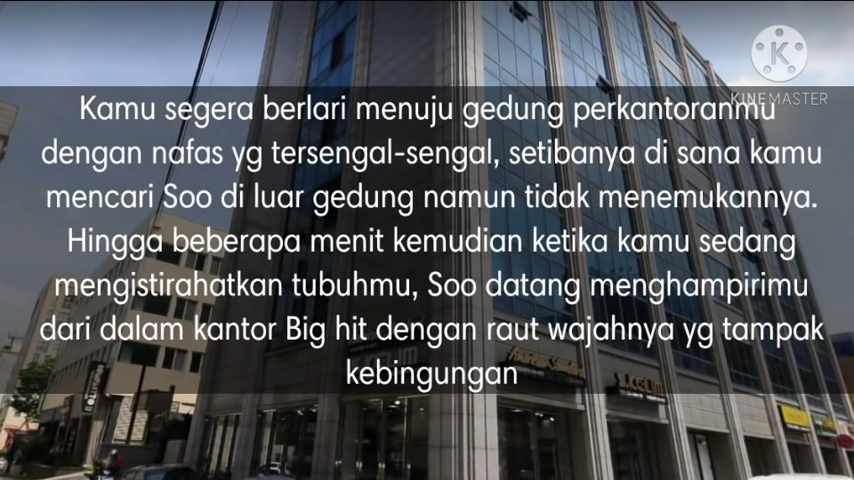 KINEMASTER
Kamu segera berlari menuju gedung perkantoranmu
dengan nafas yg tersengal-sengal, setibanya di sana kamu
mencari Soo di luar gedung namun tidak menemukannya.
Hingga beberapa menit kemudian ketika kamu sedang
mengistirahatkan tubuhmu, Soo datang menghampirimu
dari dalam kantor Big hit dengan raut wajahnya yg tampak
kebingungan